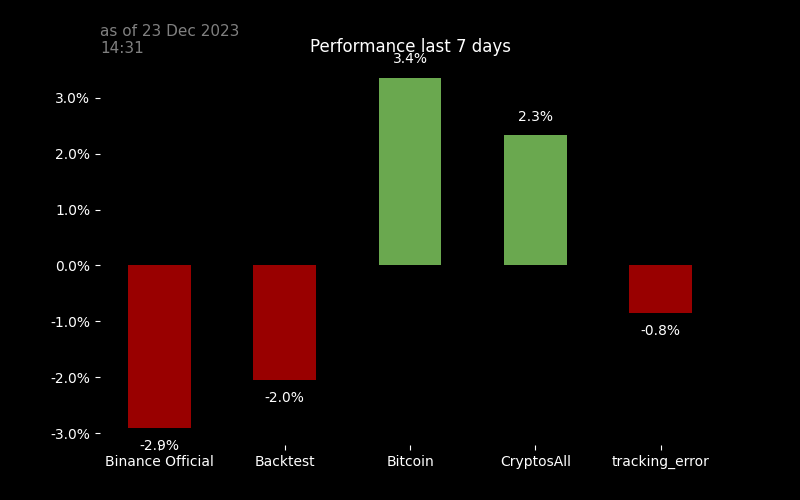 as of 23 Dec 2023
14:31
Performance last 7 days
3.4%
3.0%
2.3%
2.0%
1.0%
0.0%
-0.8%
-1.0%
-2.0%
-2.0%
-3.0%
-2.9%
Binance Official
Backtest
Bitcoin
CryptosAll
tracking_error